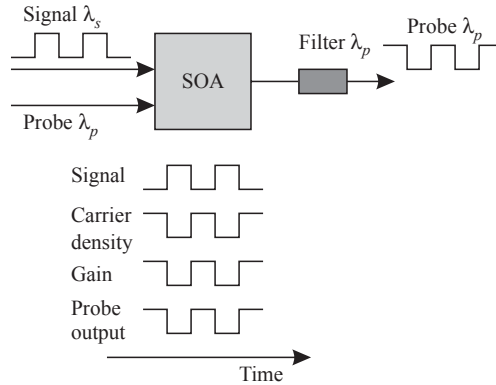 Signal λs
Probe λp
SOA
Filter λp
Probe λp
Signal
Carrier
density
Gain
Probe
output
Time